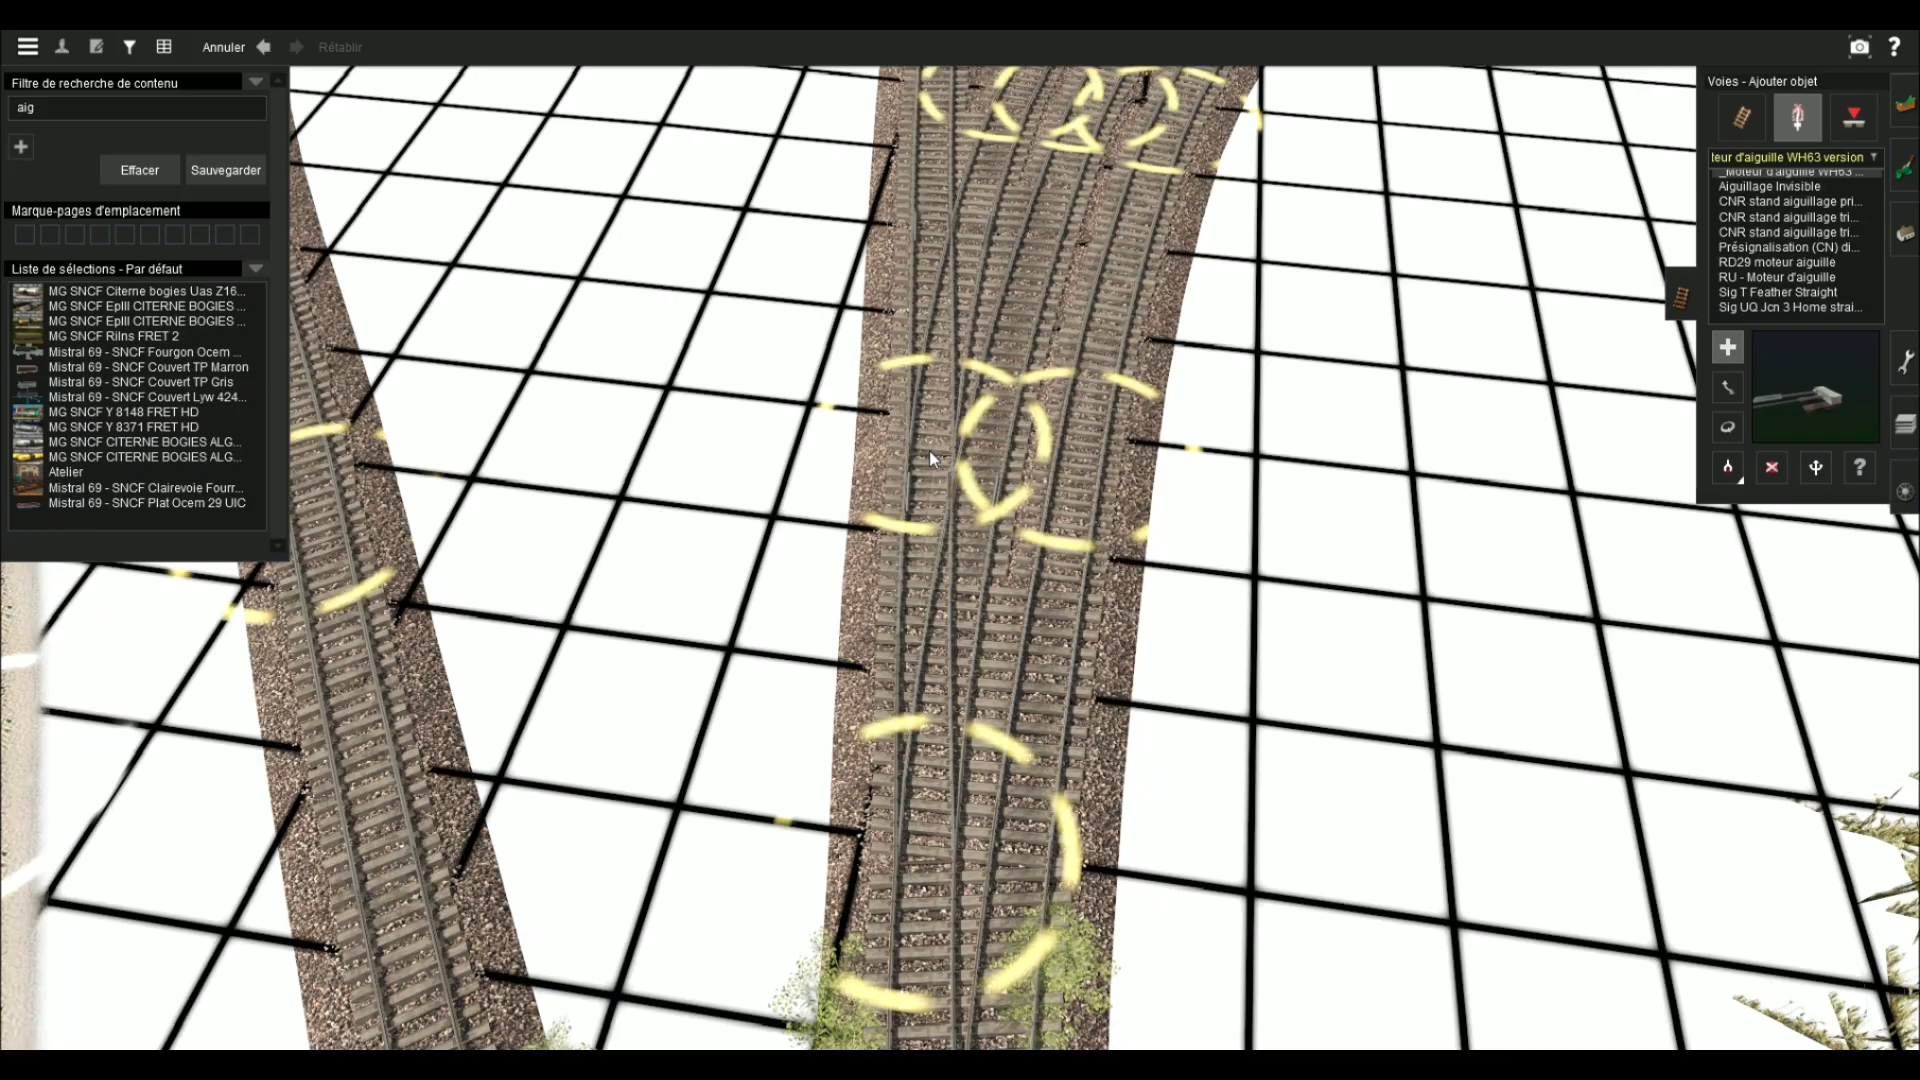 Annuler
Rétablir
?
Filtre de recherche de contenu
aig
Effacer
Sauvegarder
Marque-pages d'emplacement
Liste de sélections - Par défaut
MG SNCF Citerne bogies Uas Z16...
MG SNCF EpIII CITERNE BOGIES ...
MG SNCF EpIII CITERNE BOGIES ...
MG SNCF Rilns FRET 2
Mistral 69 - SNCF Fourgon Ocem ...
Mistral 69 - SNCF Couvert TP Marron
Mistral 69 - SNCF Couvert TP Gris
Mistral 69 - SNCF Couvert Lyw 424...
MG SNCF Y 8148 FRET HD
MG SNCF Y 8371 FRET HD
MG SNCF CITERNE BOGIES ALG...
MG SNCF CITERNE BOGIES ALG...
Atelier
Mistral 69 - SNCF Clairevoie Fourr...
Mistral 69 - SNCF Plat Ocem 29 UIC
Voies - Ajouter objet
teur d'aiguille WH63 version
_Moteur d'aiguille WH63 ...
Aiguillage Invisible
CNR stand aiguillage pri...
CNR stand aiguillage tri...
CNR stand aiguillage tri...
Présignalisation (CN) di...
RD29 moteur aiguille
RU - Moteur d'aiguille
Sig T Feather Straight
Sig UQ Jcn 3 Home strai...
?